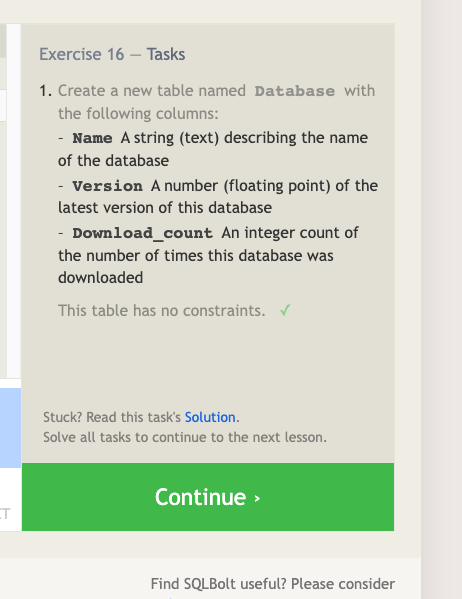 Exercise 16 — Tasks
1. Create a new table named Database with
the following columns:
- Name A string (text) describing the name
of the database
- Version A number (floating point) of the
latest version of this database
- Download_count An integer count of
the number of times this database was
downloaded
This table has no constraints. ✓
Stuck? Read this task's Solution.
Solve all tasks to continue to the next lesson.
Continue ›
Find SQLBolt useful? Please consider